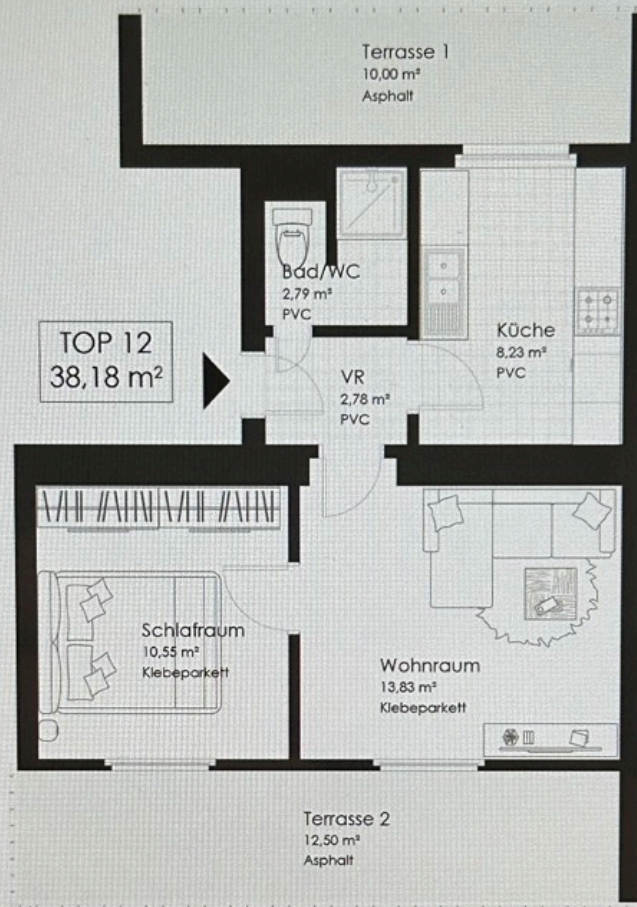 Terrasse 1
10,00 m²
Asphalt
Bad/WC
2,79 m²
PVC
Küche
8,23 m²
PVC
TOP 12
38,18 m²
VR
2,78 m²
PVC
Schlafraum
10,55 m²
Klebeparkett
Wohnraum
13,83 m²
Klebeparkett
Terrasse 2
12,50 m²
Asphalt